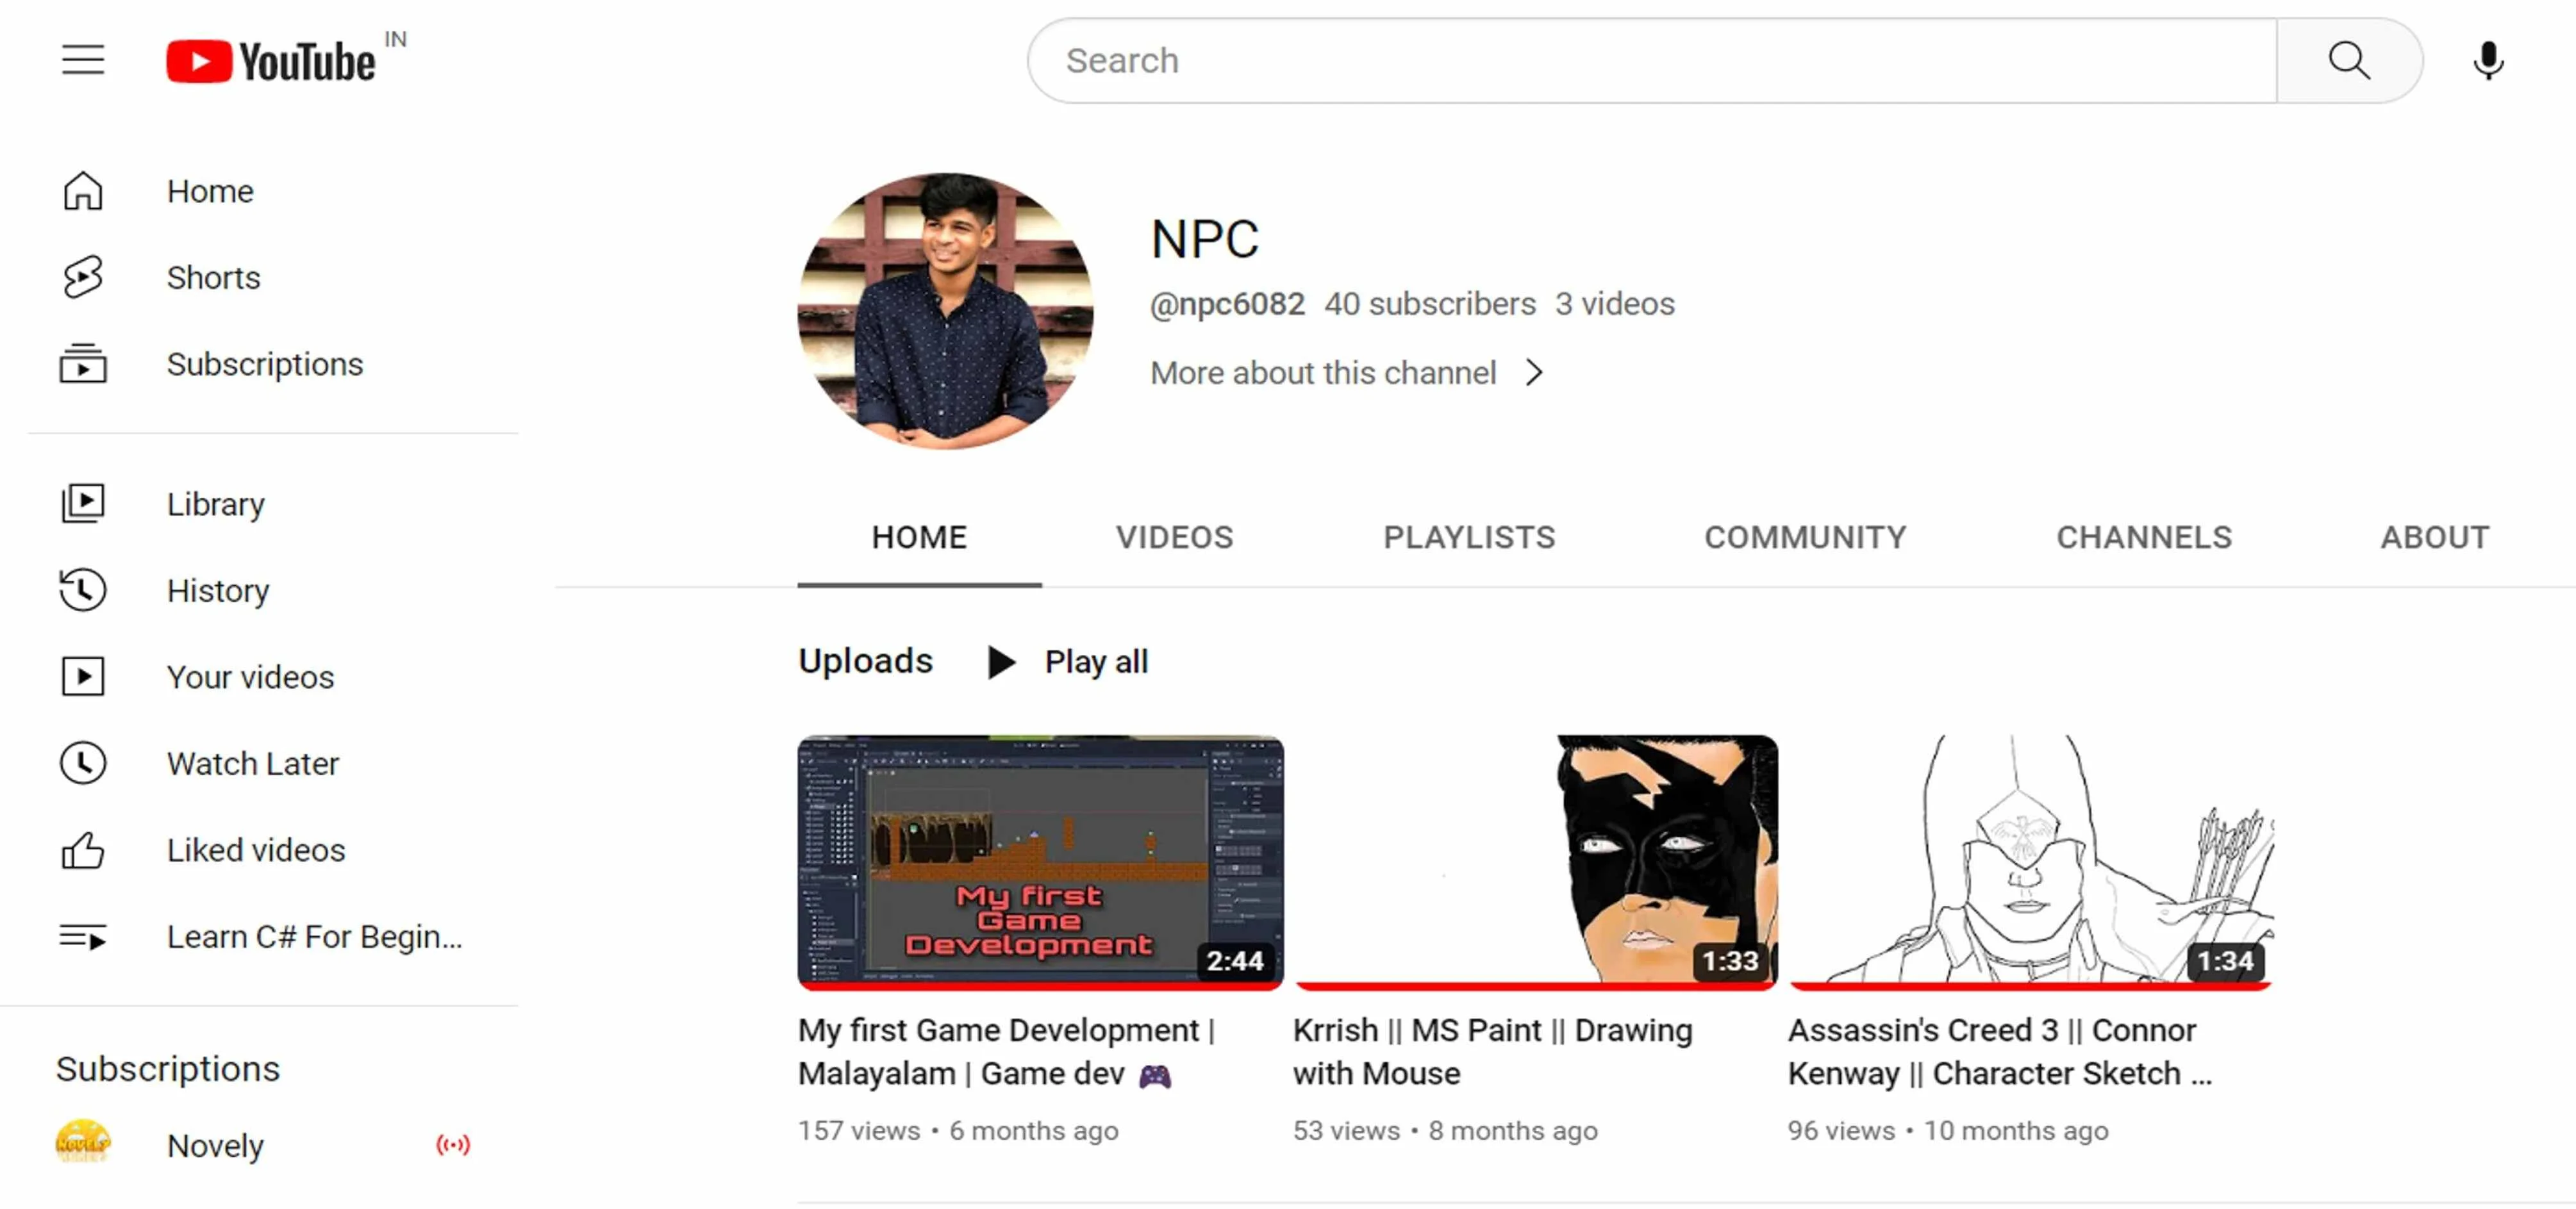 YouTube IN
Search
Home
Shorts
Subscriptions
Library
History
Your videos
Watch Later
Liked videos
Learn C# For Begin...
Subscriptions
Novely
NPC
@npc6082 40 subscribers 3 videos
More about this channel
HOME VIDEOS PLAYLISTS COMMUNITY CHANNELS ABOUT
Uploads Play all
My first
Game
Development
2:44
1:33
1:34
My first Game Development |
Malayalam | Game dev 🎮
157 views • 6 months ago
Krrish || MS Paint || Drawing
with Mouse
53 views • 8 months ago
Assassin's Creed 3 || Connor
Kenway || Character Sketch ...
96 views • 10 months ago